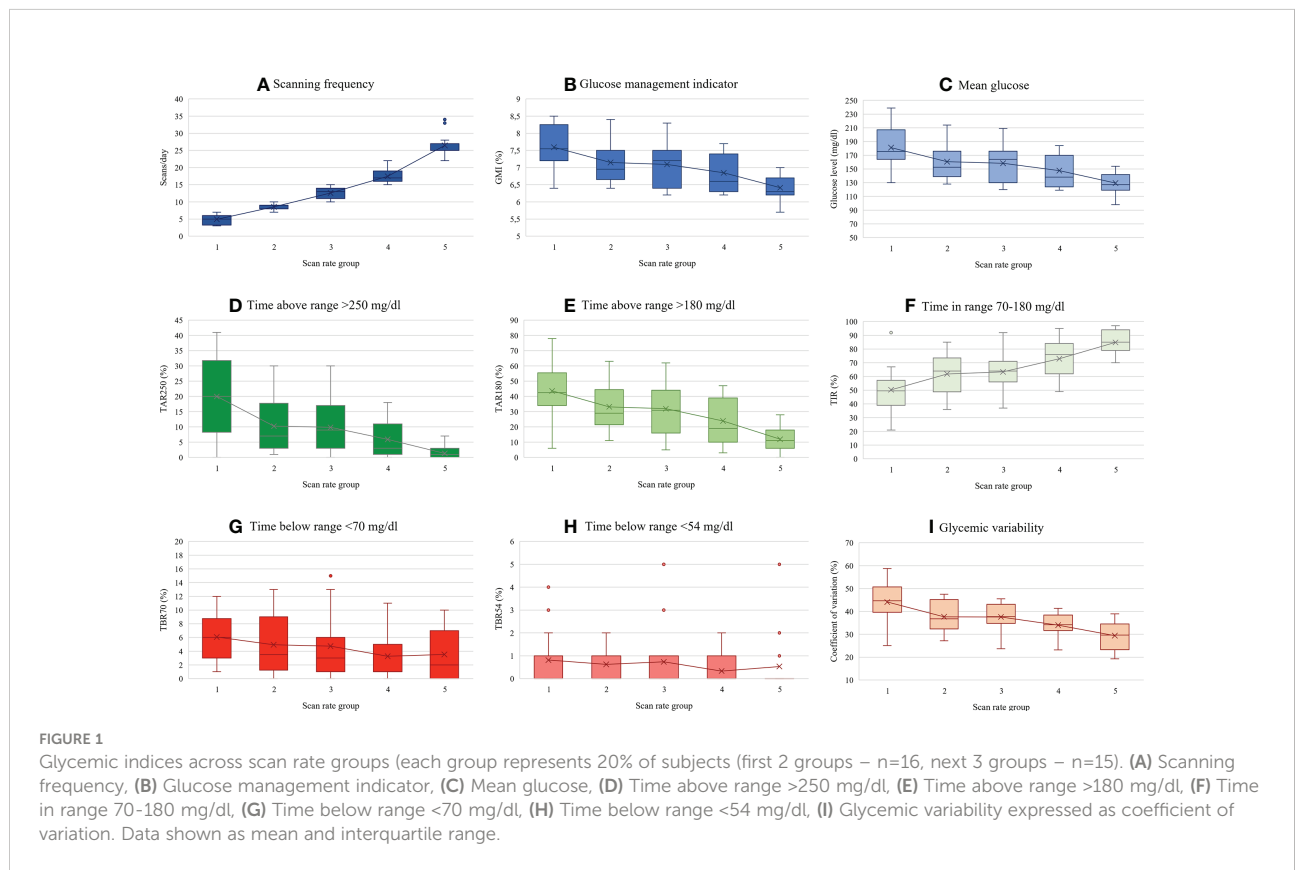 A Scanning frequency
Scans/day
40
35
30
25
20
15
10
5
0
1 2 3 4 5
Scan rate group
B Glucose management indicator
GMI (%)
9
8,5
8
7,5
7
6,5
6
5,5
5
1 2 3 4 5
Scan rate group
C Mean glucose
Glucose level (mg/dl)
250
210
190
170
150
130
110
90
70
50
1 2 3 4 5
Scan rate group
D Time above range >250 mg/dl
TAR250 (%)
45
40
35
30
25
20
15
10
5
0
1 2 3 4 5
Scan rate group
E Time above range >180 mg/dl
TAR180 (%)
90
80
70
60
50
40
30
20
10
0
1 2 3 4 5
Scan rate group
F Time in range 70-180 mg/dl
TIR (%)
100
90
80
70
60
50
40
30
20
10
0
1 2 3 4 5
Scan rate group
G Time below range <70 mg/dl
TBR70 (%)
20
18
16
14
12
10
8
6
4
2
0
1 2 3 4 5
Scan rate group
H Time below range <54 mg/dl
TBR54 (%)
6
5
4
3
2
1
0
1 2 3 4 5
Scan rate group
I Glycemic variability
Coefficient of variation (%)
70
60
50
40
30
20
10
1 2 3 4 5
Scan rate group
FIGURE 1
Glycemic indices across scan rate groups (each group represents 20% of subjects (first 2 groups – n=16, next 3 groups – n=15). (A) Scanning
frequency, (B) Glucose management indicator, (C) Mean glucose, (D) Time above range >250 mg/dl, (E) Time above range >180 mg/dl, (F) Time
in range 70-180 mg/dl, (G) Time below range <70 mg/dl, (H) Time below range <54 mg/dl, (I) Glycemic variability expressed as coefficient of
variation. Data shown as mean and interquartile range.